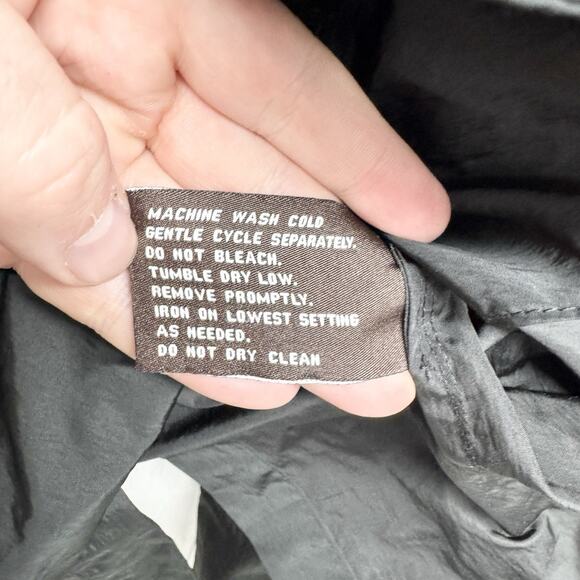 MACHINE WASH COLD
GENTLE CYCLE SEPARATELY.
DO NOT BLEACH.
TUMBLE DRY LOW.
REMOVE PROMPTLY.
IRON ON LOWEST SETTING
AS NEEDED.
DO NOT DRY CLEAN